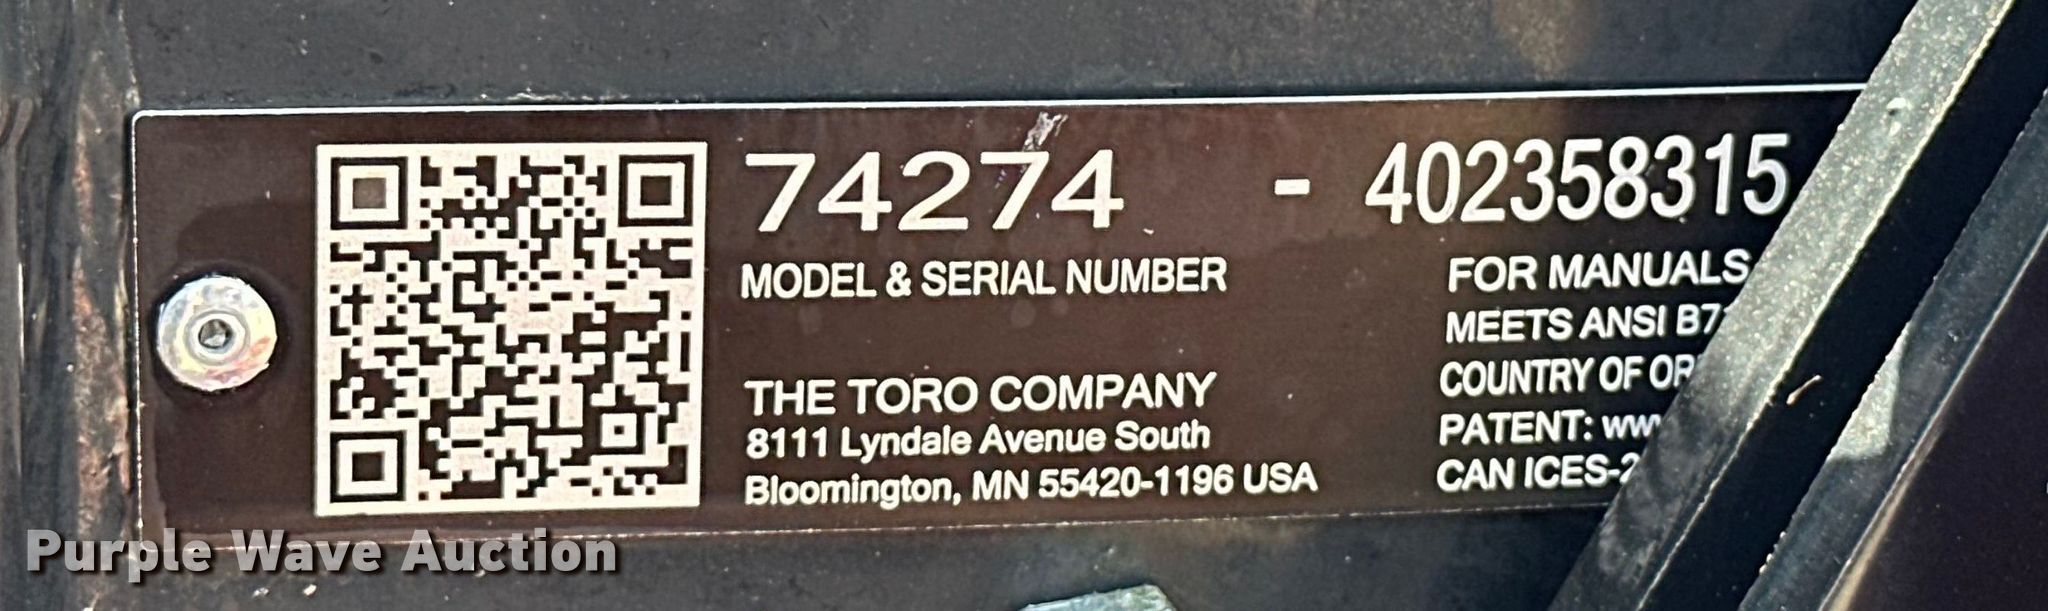 74274 - 402358315
MODEL & SERIAL NUMBER
FOR MANUALS
MEETS ANSI
COUNTRY OF
THE TORO COMPANY
PATENT:
8111 Lyndale Avenue South
CAN ICES-2
Bloomington, MN 55420-1196 USA
Purple Wave Auction